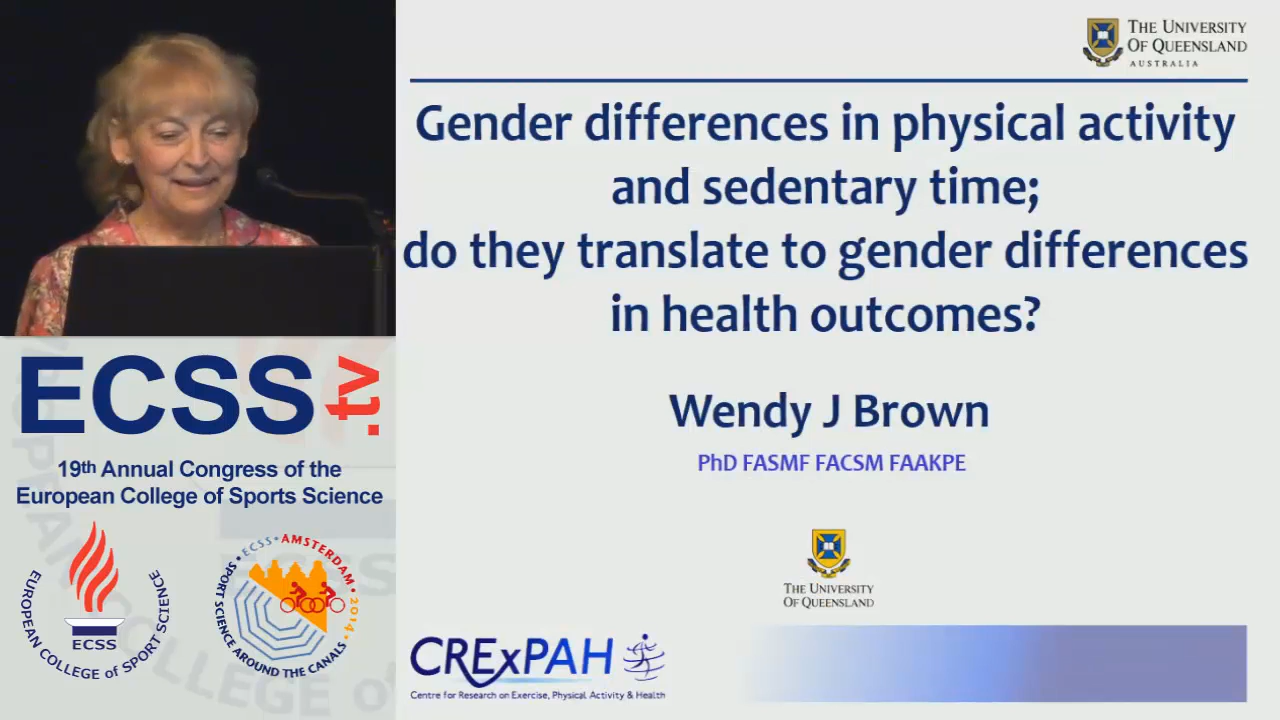 THE UNIVERSITY
OF QUEENSLAND
AUSTRALIA
Gender differences in physical activity
and sedentary time;
do they translate to gender differences
in health outcomes?
Wendy J Brown
PhD FASMF FACSM FAAKPE
THE UNIVERSITY
OF QUEENSLAND
CRExPAH
Centre for Research on Exercise, Physical Activity & Health
ECSS.tv
19th Annual Congress of the
European College of Sports Science
EUROPEAN COLLEGE of SPORT SCIENCE
ECSS
•ECSS•AMSTERDAM•2014•
SPORT SCIENCE AROUND THE CANALS